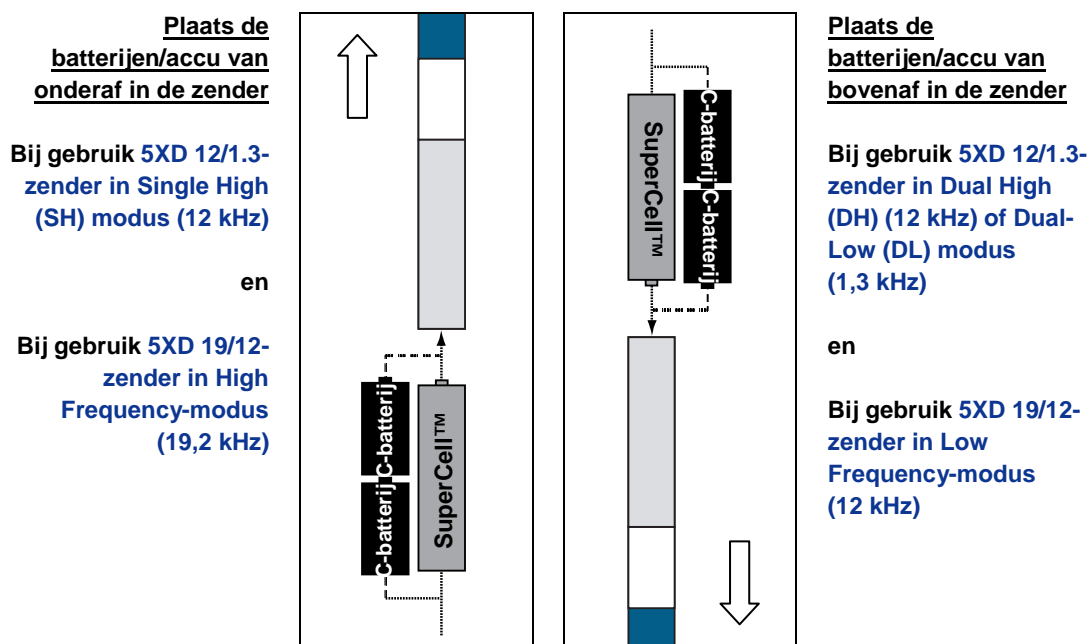 Plaats de
batterijen/accu van
onderaf in de zender
Bij gebruik 5XD 12/1.3-
zender in Single High
(SH) modus (12 kHz)
en
Bij gebruik 5XD 19/12-
zender in High
Frequency-modus
(19,2 kHz)
C-batterij C-batterij
SuperCell™
SuperCell™
C-batterij C-batterij
Plaats de
batterijen/accu van
bovenaf in de zender
Bij gebruik 5XD 12/1.3-
zender in Dual High
(DH) (12 kHz) of Dual-
Low (DL) modus
(1,3 kHz)
en
Bij gebruik 5XD 19/12-
zender in Low
Frequency-modus
(12 kHz)